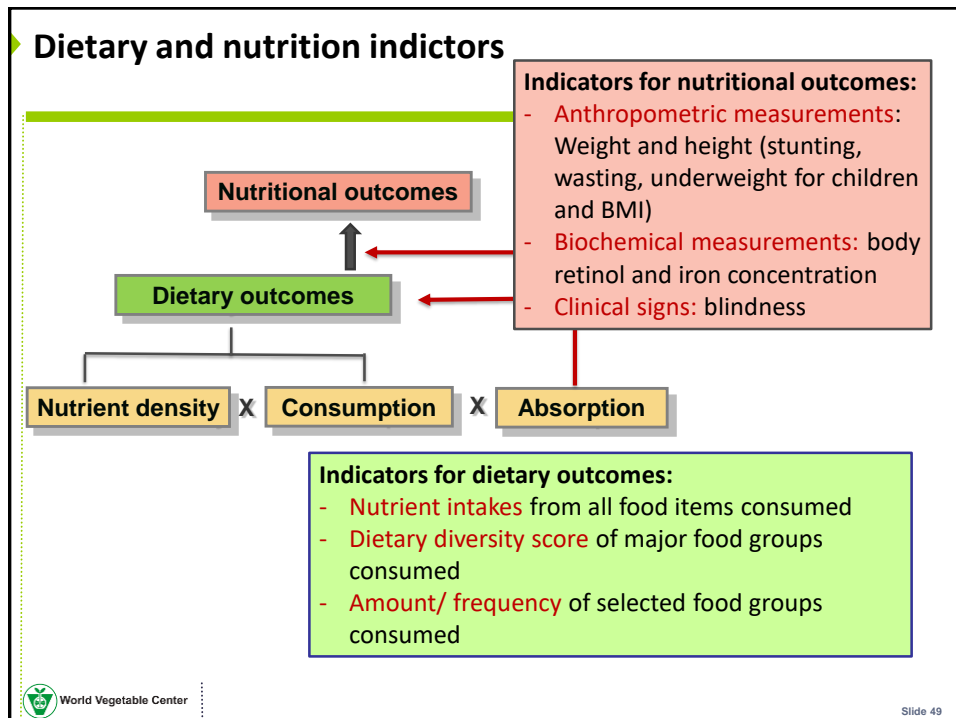 Dietary and nutrition indictors
Indicators for nutritional outcomes:
- Anthropometric measurements:
Weight and height (stunting,
wasting, underweight for children
and BMI)
- Biochemical measurements: body
retinol and iron concentration
- Clinical signs: blindness
Nutritional outcomes
Dietary outcomes
Nutrient density X Consumption X Absorption
Indicators for dietary outcomes:
- Nutrient intakes from all food items consumed
- Dietary diversity score of major food groups
consumed
- Amount/ frequency of selected food groups
consumed
World Vegetable Center
Slide 49